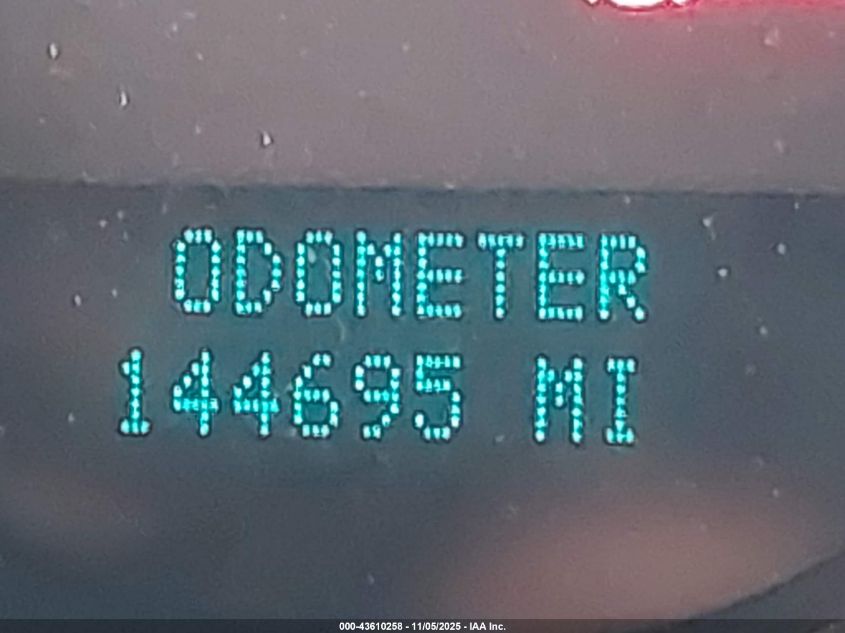 ODOMETER
144695 MI
000-43610258 - 11/05/2025 - IAA Inc.